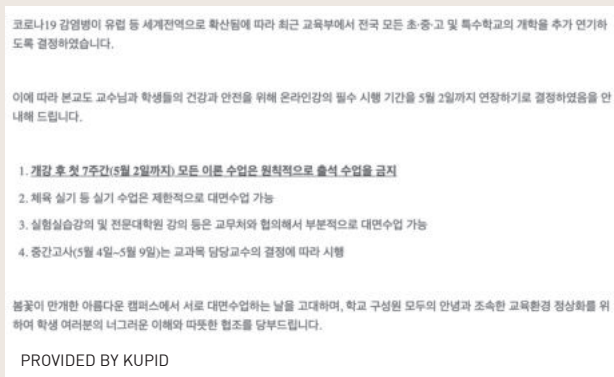 코로나19 감염병이 유럽 등 세계전역으로 확산됨에 따라 최근 교육부에서 전국 모든 초·중·고 및 특수학교의 개학을 추가 연기하
도록 결정하였습니다.
이에 따라 본교도 교수님과 학생들의 건강과 안전을 위해 온라인강의 필수 시행 기간을 5월 2일까지 연장하기로 결정하였음을 안
내해 드립니다.
1. 개강 후 첫 7주간(5월 2일까지) 모든 이론 수업은 원칙적으로 출석 수업을 금지
2. 체육 실기 등 실기 수업은 제한적으로 대면수업 가능
3. 실험실습강의 및 전문대학원 강의 등은 교무처와 협의해서 부분적으로 대면수업 가능
4. 중간고사(5월 4일~5월 9일)는 교과목 담당교수의 결정에 따라 시행
봄꽃이 만개한 아름다운 캠퍼스에서 서로 대면수업하는 날을 고대하며, 학교 구성원 모두의 안녕과 조속한 교육환경 정상화를 위
하여 학생 여러분의 너그러운 이해와 따뜻한 협조를 당부드립니다.
PROVIDED BY KUPID